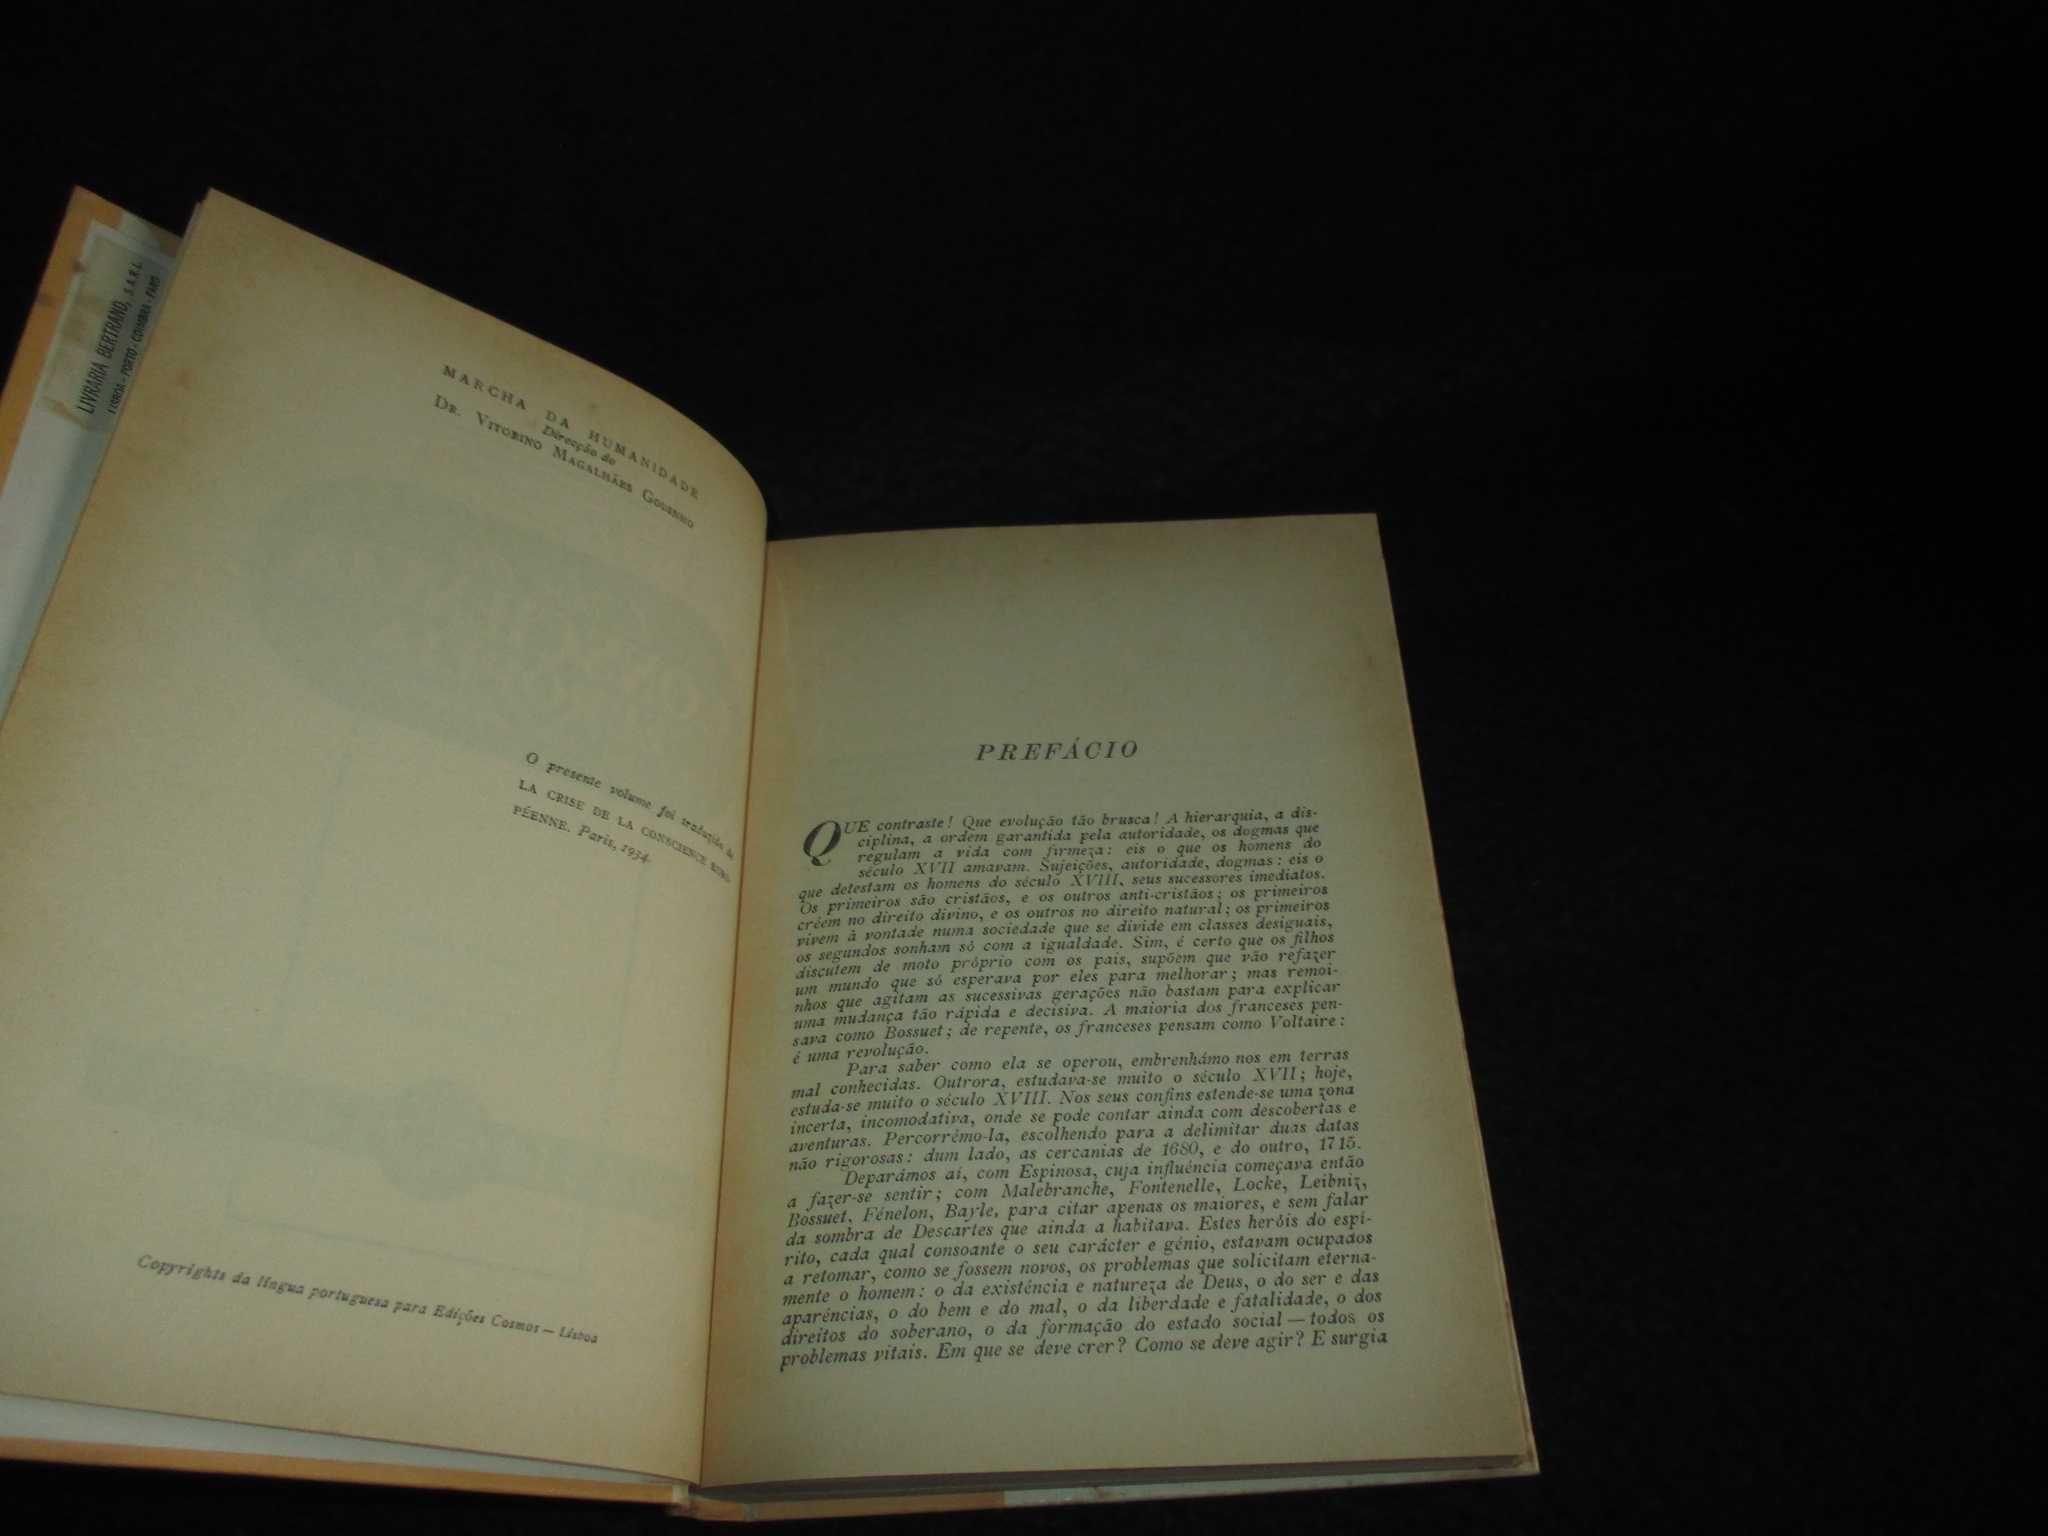 LIVRARIA BERTRAND, S.A.R.L.
LISBOA - PORTO - COIMBRA - FARO
MARCHA DA HUMANIDADE
Direcção do
DR. VITORINO MAGALHÃES GODINHO
O presente volume foi traduzido de
LA CRISE DE LA CONSCIENCE EURO-
PÉENNE. Paris, 1934.
Copyrights da língua portuguesa para Edições Cosmos — Lisboa
PREFÁCIO
QUE contraste! Que evolução tão brusca! A hierarquia, a dis-
ciplina, a ordem garantida pela autoridade, os dogmas que
regulam a vida com firmeza: eis o que os homens do
século XVII amavam. Sujeições, autoridade, dogmas: eis o
que detestam os homens do século XVIII, seus sucessores imediatos.
Os primeiros são cristãos, e os outros anti-cristãos; os primeiros
crêem no direito divino, e os outros no direito natural; os primeiros
vivem à vontade numa sociedade que se divide em classes desiguais,
os segundos sonham só com a igualdade. Sim, é certo que os filhos
discutem de moto próprio com os pais, supõem que vão refazer
um mundo que só esperava por eles para melhorar; mas remoi-
nhos que agitam as sucessivas gerações não bastam para explicar
uma mudança tão rápida e decisiva. A maioria dos franceses pen-
sava como Bossuet; de repente, os franceses pensam como Voltaire:
é uma revolução.
Para saber como ela se operou, embrenhámo nos em terras
mal conhecidas. Outrora, estudava-se muito o século XVII; hoje,
estuda-se muito o século XVIII. Nos seus confins estende-se uma zona
incerta, incomodativa, onde se pode contar ainda com descobertas e
aventuras. Percorrêmo-la, escolhendo para a delimitar duas datas
não rigorosas: dum lado, as cercanias de 1680, e do outro, 1715.
Deparámos aí, com Espinosa, cuja influência começava então
a fazer-se sentir; com Malebranche, Fontenelle, Locke, Leibniz,
Bossuet, Fénelon, Bayle, para citar apenas os maiores, e sem falar
da sombra de Descartes que ainda a habitava. Estes heróis do espí-
rito, cada qual consoante o seu carácter e génio, estavam ocupados
a retomar, como se fossem novos, os problemas que solicitam eterna-
mente o homem: o da existência e natureza de Deus, o do ser e das
aparências, o do bem e do mal, o da liberdade e fatalidade, o dos
direitos do soberano, o da formação do estado social — todos os
problemas vitais. Em que se deve crer? Como se deve agir? E surgia